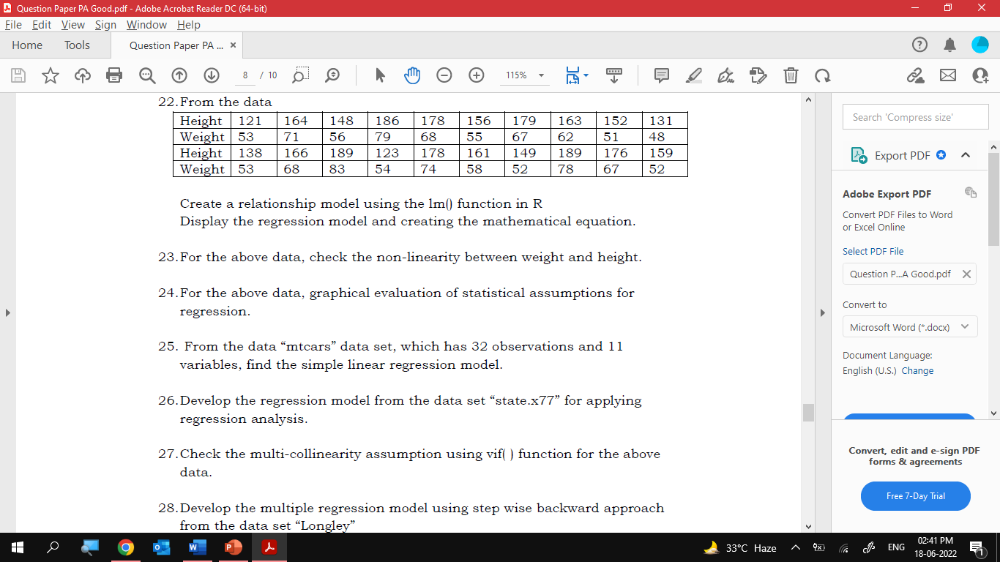 Question Paper PA Good.pdf - Adobe Acrobat Reader DC (64-bit)
File Edit View Sign Window Help
Home Tools Question Paper PA ... ×
8 / 10 115%
22. From the data
Height 121 164 148 186 178 156 179 163 152 131
Weight 53 71 56 79 68 55 67 62 51 48
Height 138 166 189 123 178 161 149 189 176 159
Weight 53 68 83 54 74 58 52 78 67 52
Create a relationship model using the lm() function in R
Display the regression model and creating the mathematical equation.
23. For the above data, check the non-linearity between weight and height.
24. For the above data, graphical evaluation of statistical assumptions for
regression.
25. From the data “mtcars” data set, which has 32 observations and 11
variables, find the simple linear regression model.
26. Develop the regression model from the data set “state.x77” for applying
regression analysis.
27. Check the multi-collinearity assumption using vif( ) function for the above
data.
28. Develop the multiple regression model using step wise backward approach
from the data set “Longley”
Search 'Compress size'
Export PDF
Adobe Export PDF
Convert PDF Files to Word
or Excel Online
Select PDF File
Question P...A Good.pdf
Convert to
Microsoft Word (*.docx)
Document Language:
English (U.S.) Change
Convert, edit and e-sign PDF
forms & agreements
Free 7-Day Trial
33°C Haze ENG 02:41 PM
18-06-2022 1